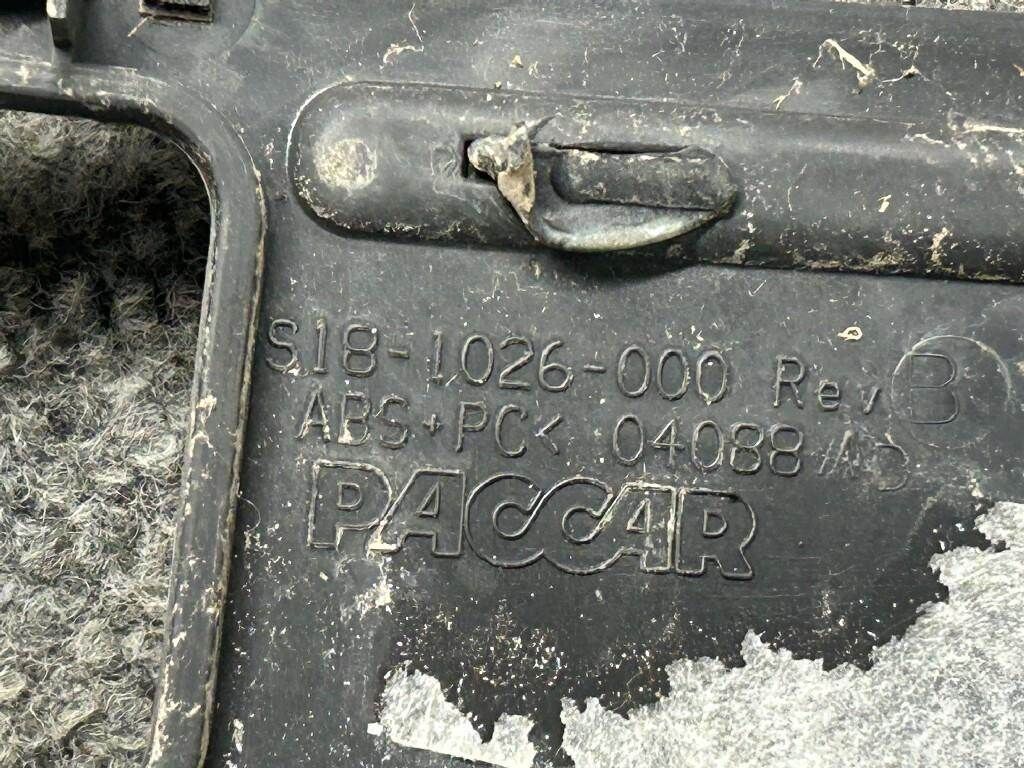 S18-1026-000 Rev B
ABS+PC< 04088
PACCAR